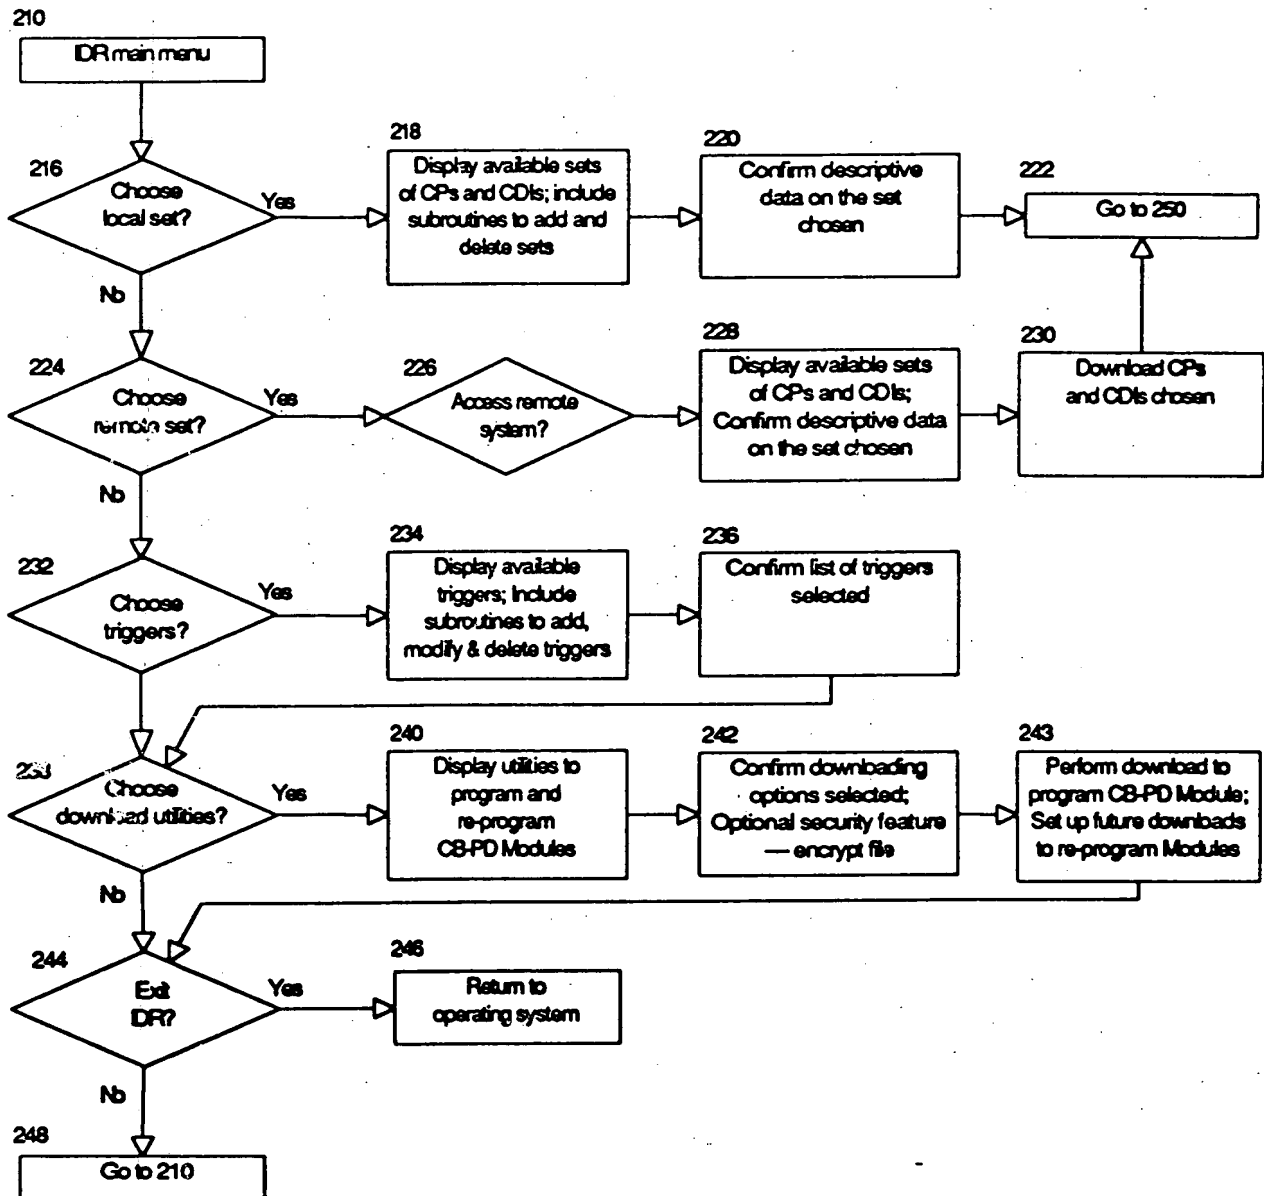 210
IDR main menu
216
Choose
local set?
Yes
No
218
Display available sets
of CPs and CDIs; include
subroutines to add and
delete sets
220
Confirm descriptive
data on the set
chosen
222
Go to 250
224
Choose
remote set?
Yes
No
226
Access remote
system?
228
Display available sets
of CPs and CDIs;
Confirm descriptive data
on the set chosen
230
Download CPs
and CDIs chosen
232
Choose
triggers?
Yes
234
Display available
triggers; Include
subroutines to add,
modify & delete triggers
236
Confirm list of triggers
selected
Choose
download utilities?
Yes
No
240
Display utilities to
program and
re-program
CB-PD Modules
242
Confirm downloading
options selected;
Optional security feature
— encrypt file
243
Perform download to
program CB-PD Module;
Set up future downloads
to re-program Modules
244
Exit
IDR?
Yes
No
246
Return to
operating system
248
Go to 210